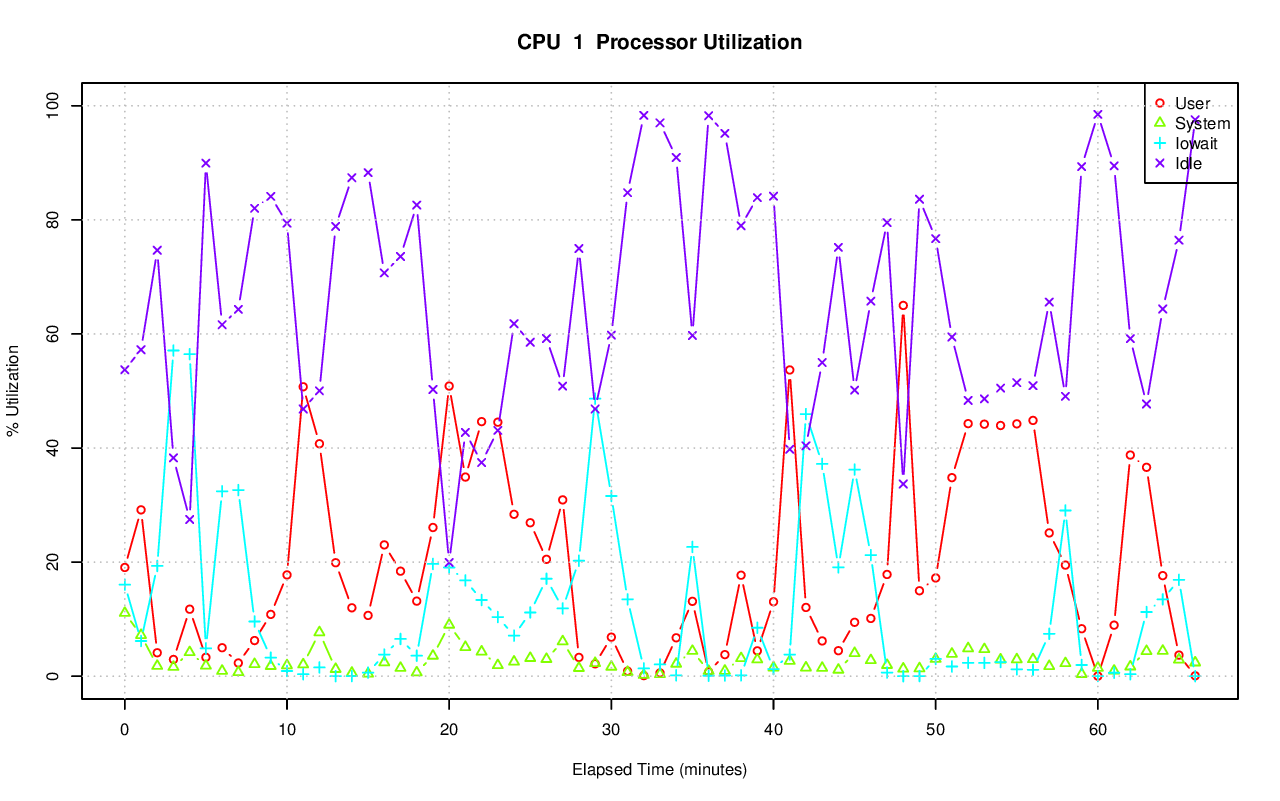 CPU 1 Processor Utilization
User
System
Iowait
Idle
% Utilization
100
80
60
40
20
0
0 10 20 30 40 50 60
Elapsed Time (minutes)